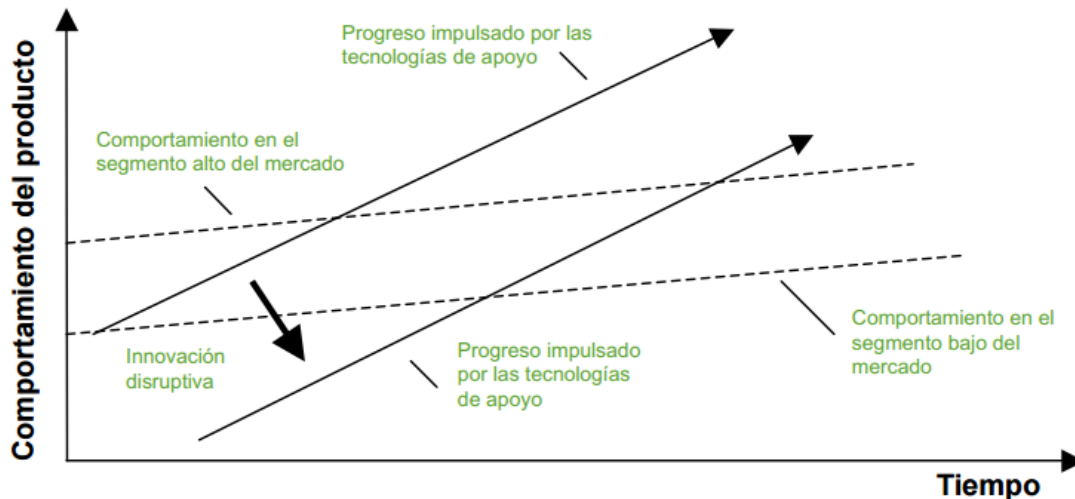 Comportamiento del producto
Progreso impulsado por las
tecnologías de apoyo
Comportamiento en el
segmento alto del mercado
Innovación
disruptiva
Progreso impulsado
por las tecnologías
de apoyo
Comportamiento en el
segmento bajo del
mercado
Tiempo